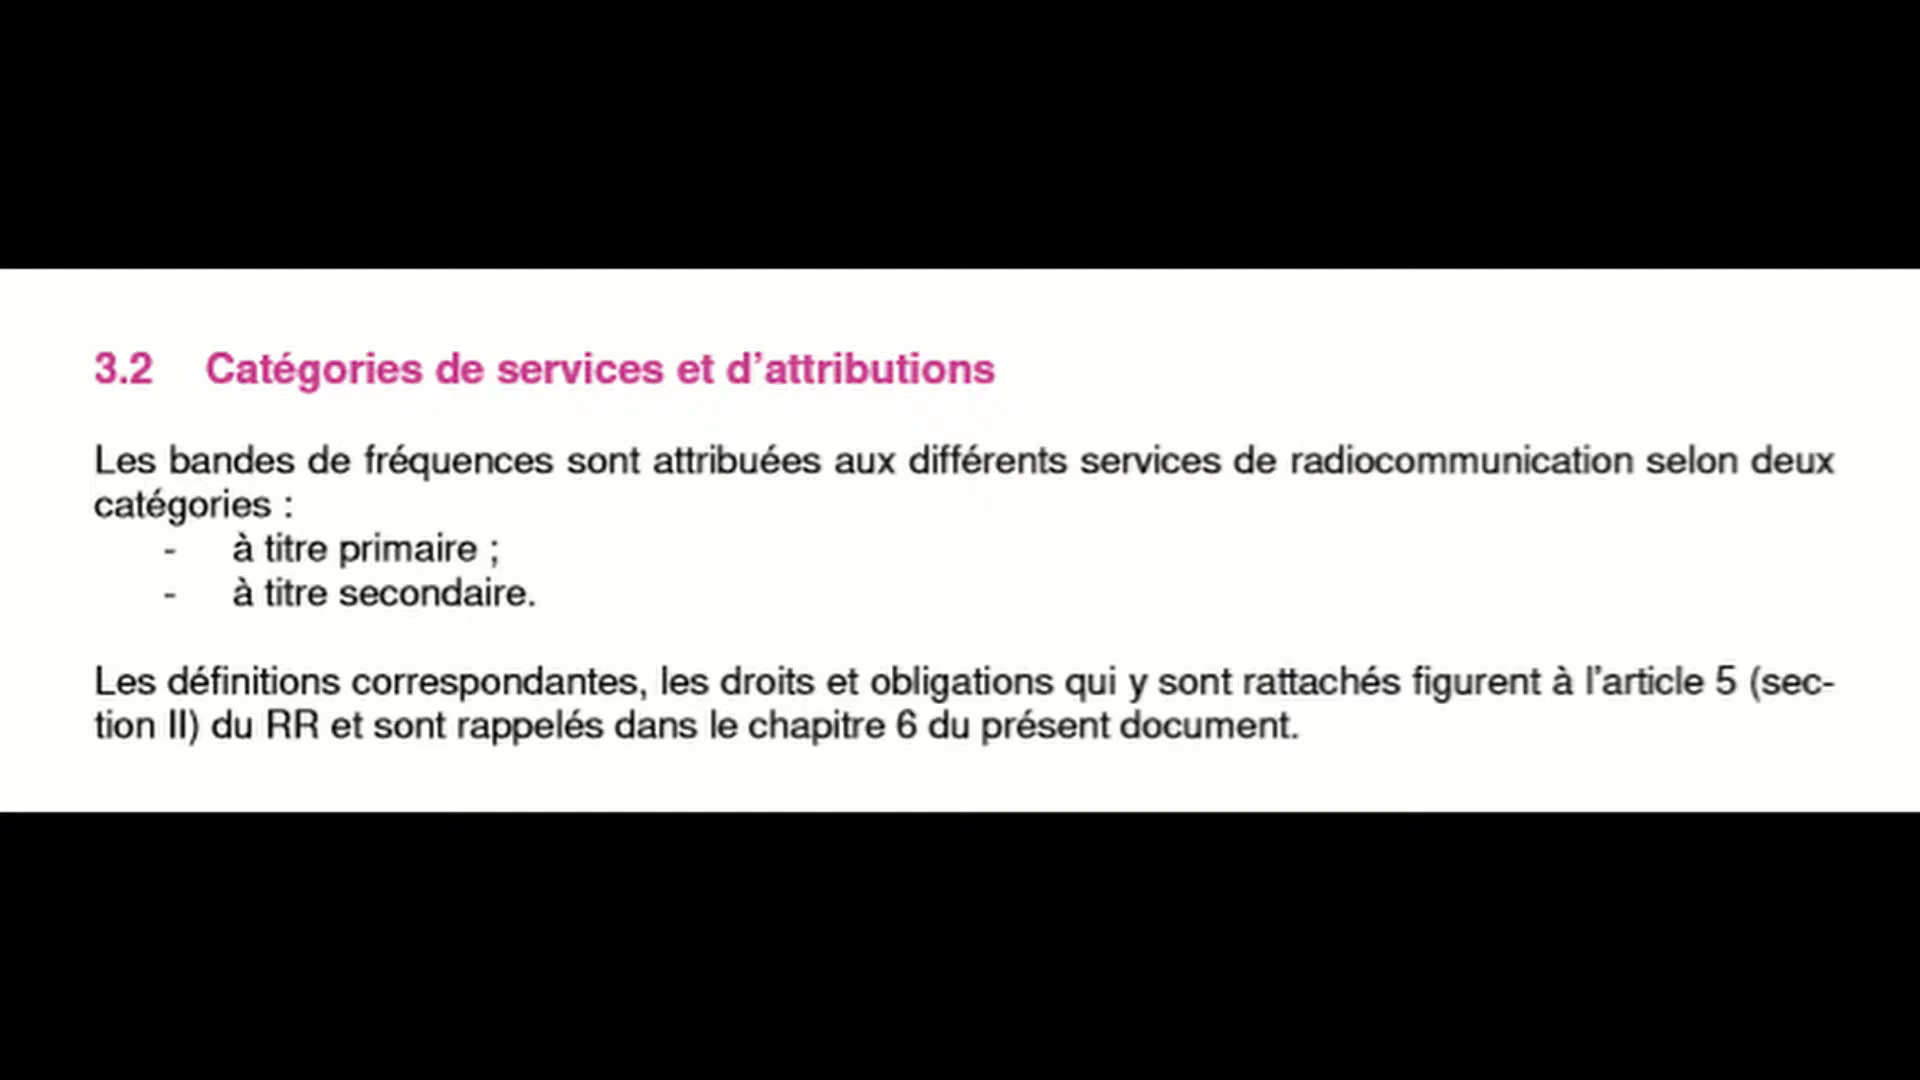 3.2 Catégories de services et d’attributions
Les bandes de fréquences sont attribuées aux différents services de radiocommunication selon deux
catégories :
- à titre primaire ;
- à titre secondaire.
Les définitions correspondantes, les droits et obligations qui y sont rattachés figurent à l’article 5 (sec-
tion II) du RR et sont rappelés dans le chapitre 6 du présent document.